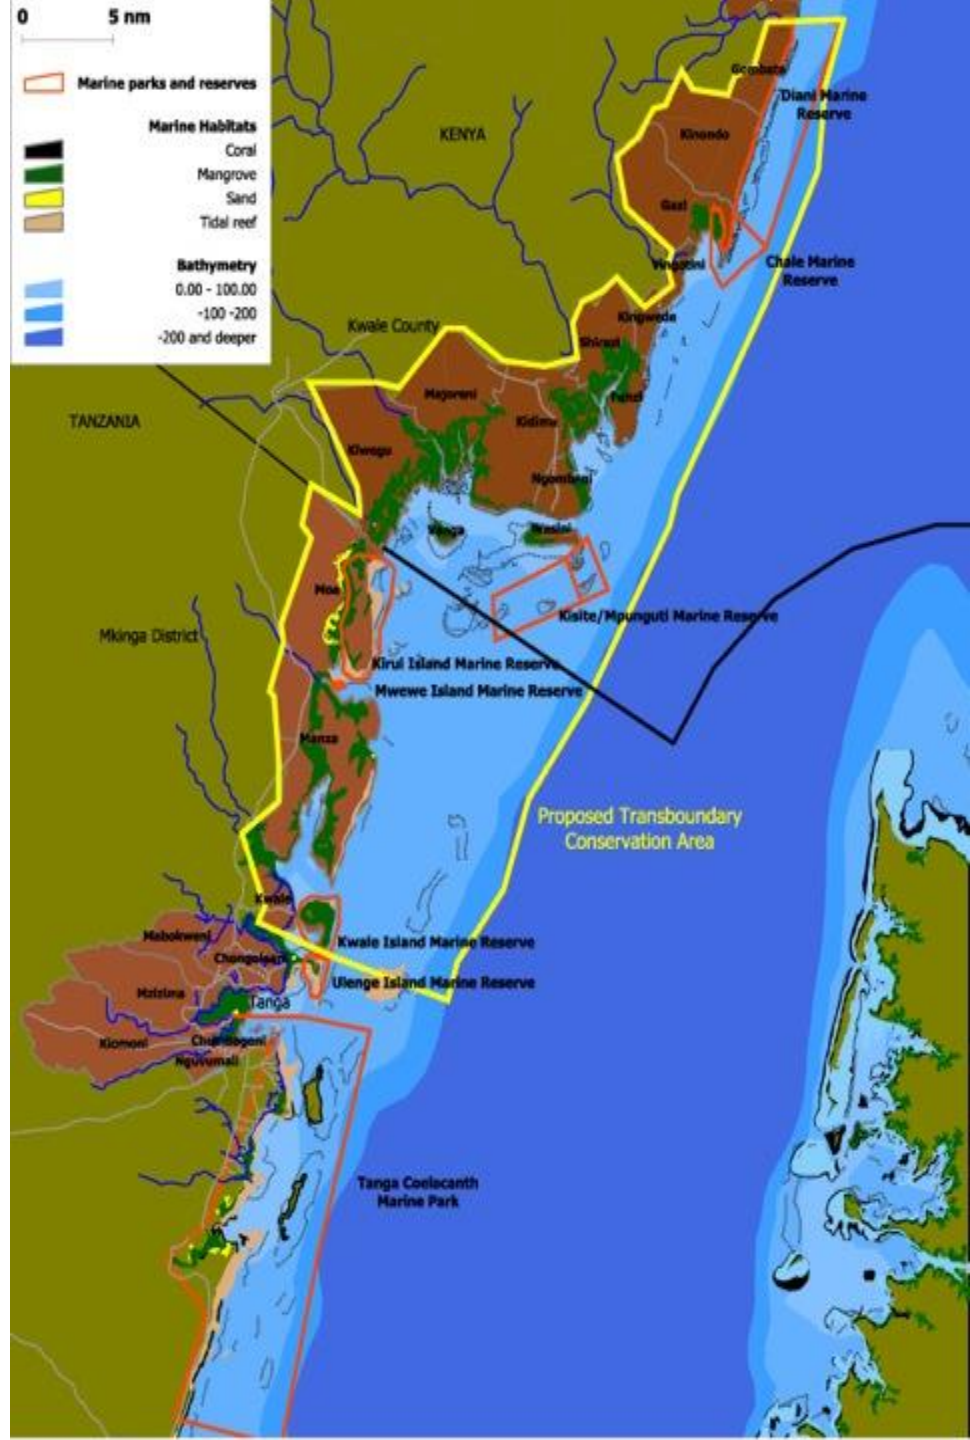 0 5 nm
Marine parks and reserves
Marine Habitats
Coral
Mangrove
Sand
Tidal reef
Bathymetry
0.00 - 100.00
-100 -200
-200 and deeper
Gombato
Diani Marine
Reserve
KENYA
Kinondo
Gazi
Vingutini
Chale Marine
Reserve
Kingwede
Kwale County
Shirazi
Majoreni
Funzi
TANZANIA
Kidimu
Kiwegu
Ngombeni
Vanga
Wasini
Moa
Kisite/Mpunguti Marine Reserve
Mkinga District
Kirui Island Marine Reserve
Mwewe Island Marine Reserve
Manza
Proposed Transboundary
Conservation Area
Kwale
Mabokweni
Kwale Island Marine Reserve
Chongoleani
Ulenge Island Marine Reserve
Mzizima
Tanga
Kiomoni
Chumbageni
Nguvumali
Tanga Coelacanth
Marine Park